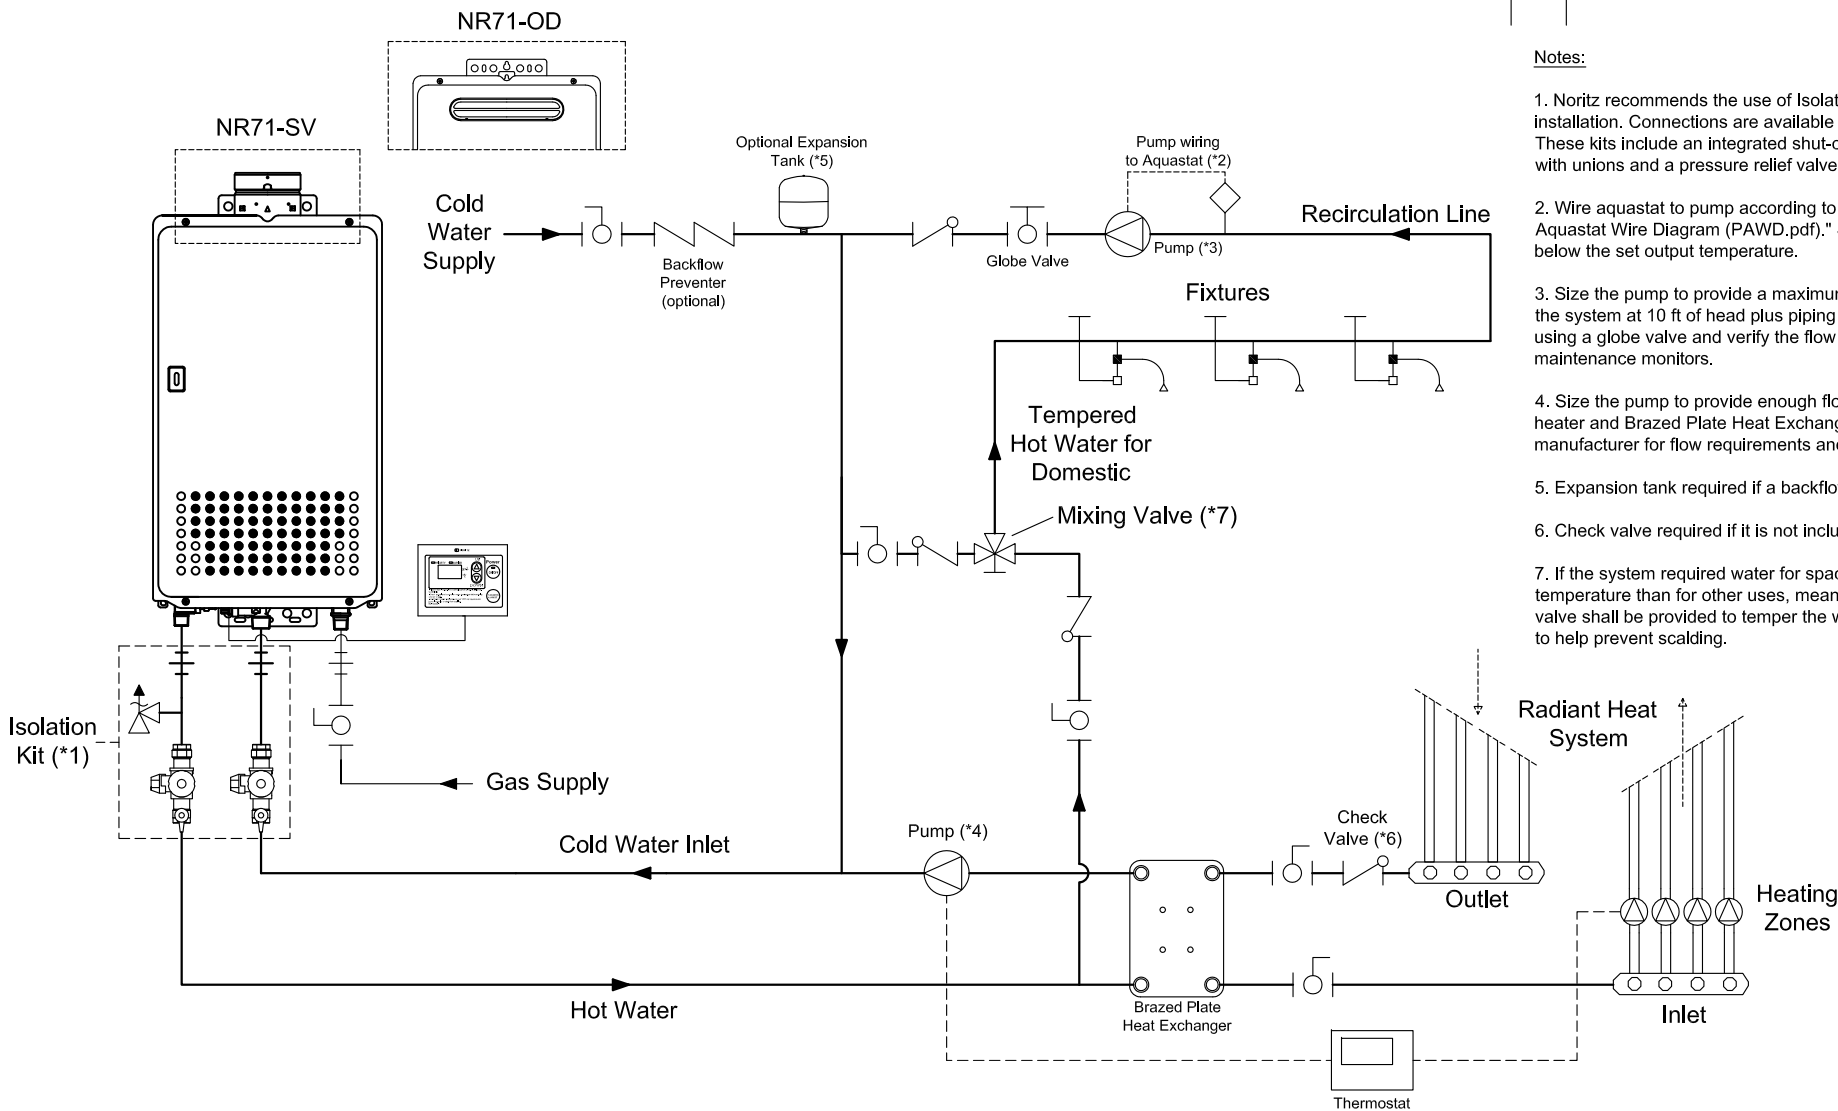 NR71-OD
NR71-SV
Cold
Water
Supply
Backflow
Preventer
(optional)
Optional Expansion
Tank (*5)
Pump wiring
to Aquastat (*2)
Globe Valve
Pump (*3)
Recirculation Line
Fixtures
Tempered
Hot Water for
Domestic
Mixing Valve (*7)
Isolation
Kit (*1)
Gas Supply
Cold Water Inlet
Hot Water
Pump (*4)
Brazed Plate
Heat Exchanger
Check
Valve (*6)
Outlet
Radiant Heat
System
Heating
Zones
Inlet
Thermostat
Notes:
1. Noritz recommends the use of Isolat
installation. Connections are available
These kits include an integrated shut-o
with unions and a pressure relief valve
2. Wire aquastat to pump according to
Aquastat Wire Diagram (PAWD.pdf)."
below the set output temperature.
3. Size the pump to provide a maximur
the system at 10 ft of head plus piping
using a globe valve and verify the flow
maintenance monitors.
4. Size the pump to provide enough flo
heater and Brazed Plate Heat Exchang
manufacturer for flow requirements and
5. Expansion tank required if a backflo
6. Check valve required if it is not inclu
7. If the system required water for spac
temperature than for other uses, mean
valve shall be provided to temper the w
to help prevent scalding.